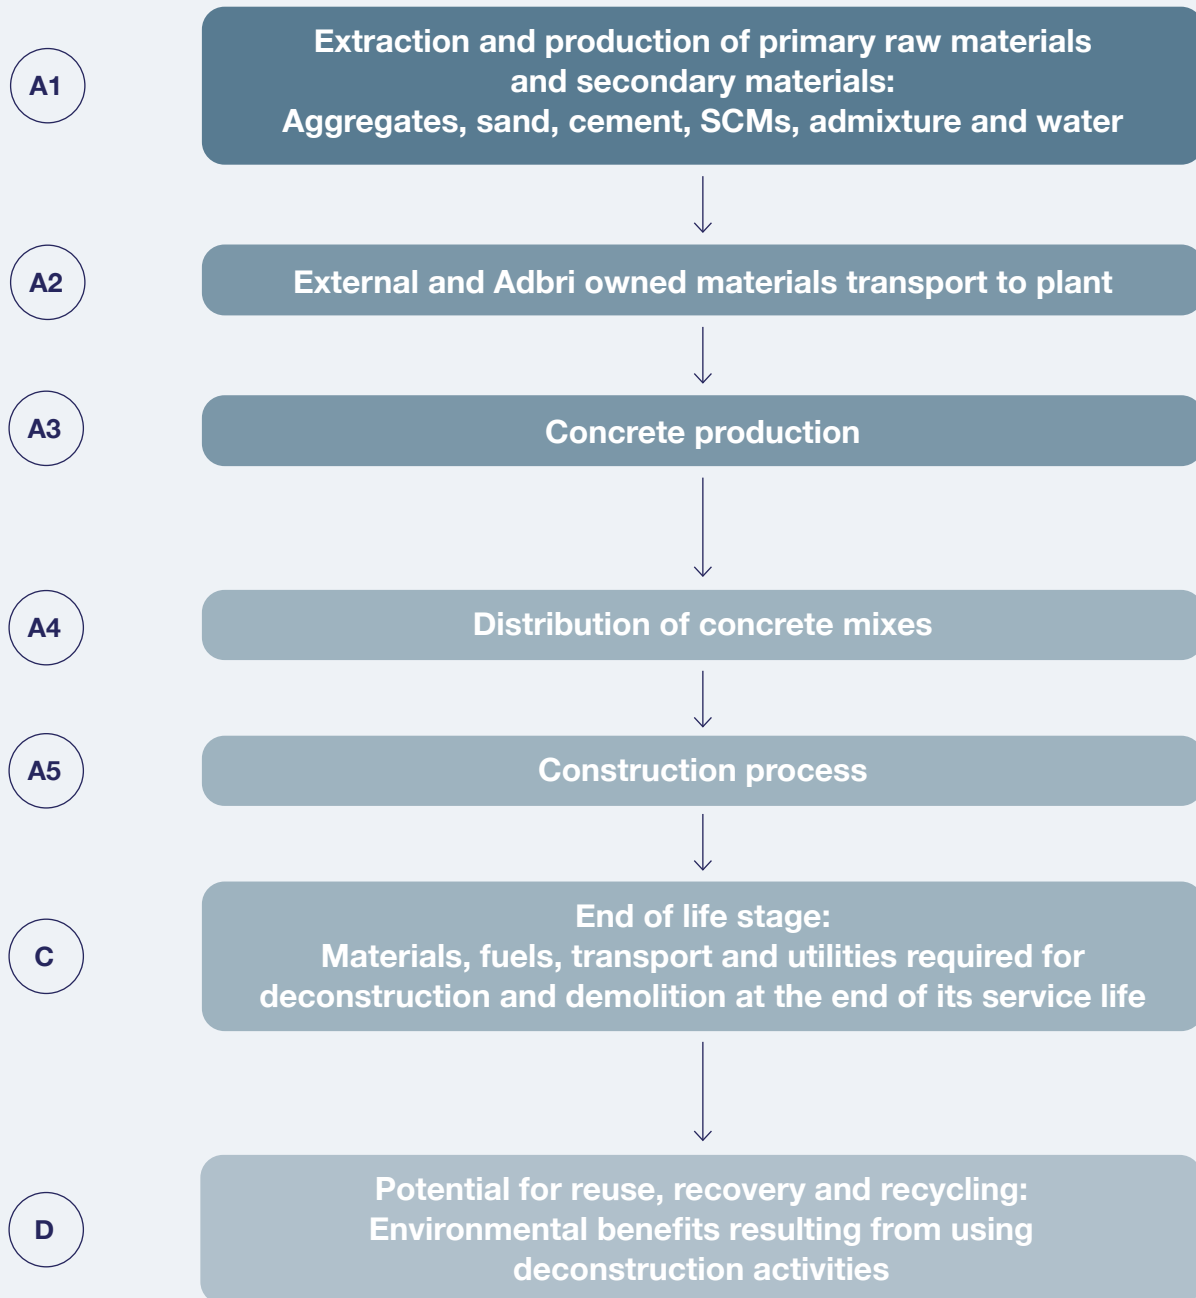 A1
Extraction and production of primary raw materials
and secondary materials:
Aggregates, sand, cement, SCMs, admixture and water
A2
External and Adbri owned materials transport to plant
A3
Concrete production
A4
Distribution of concrete mixes
A5
Construction process
C
End of life stage:
Materials, fuels, transport and utilities required for
deconstruction and demolition at the end of its service life
D
Potential for reuse, recovery and recycling:
Environmental benefits resulting from using
deconstruction activities